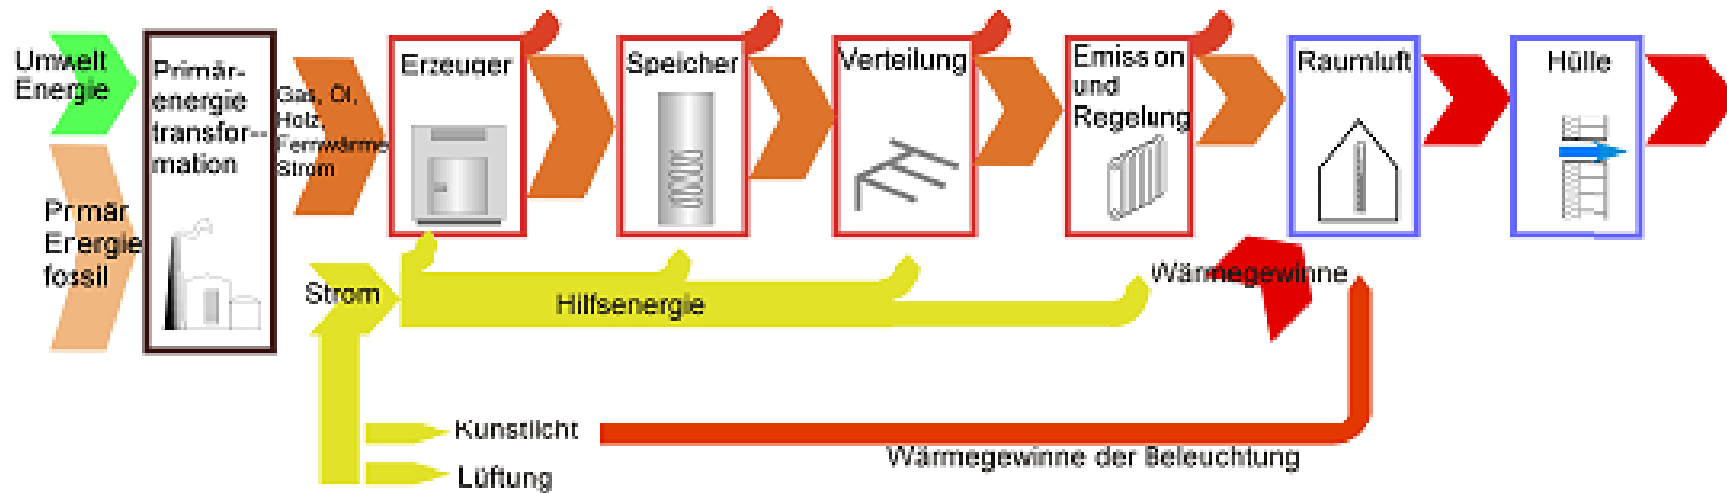 Umwelt
Energie
Primär
Energie
fossil
Primär-
energie
transfor--
mation
Gas, Öl,
Holz,
Fernwärme
Strom
Erzeuger
Speicher
Verteilung
Emission
und
Regelung
Raumluft
Hülle
Strom
Hilfsenergie
Wärmegewinne
Kunstlicht
Wärmegewinne der Beleuchtung
Lüftung